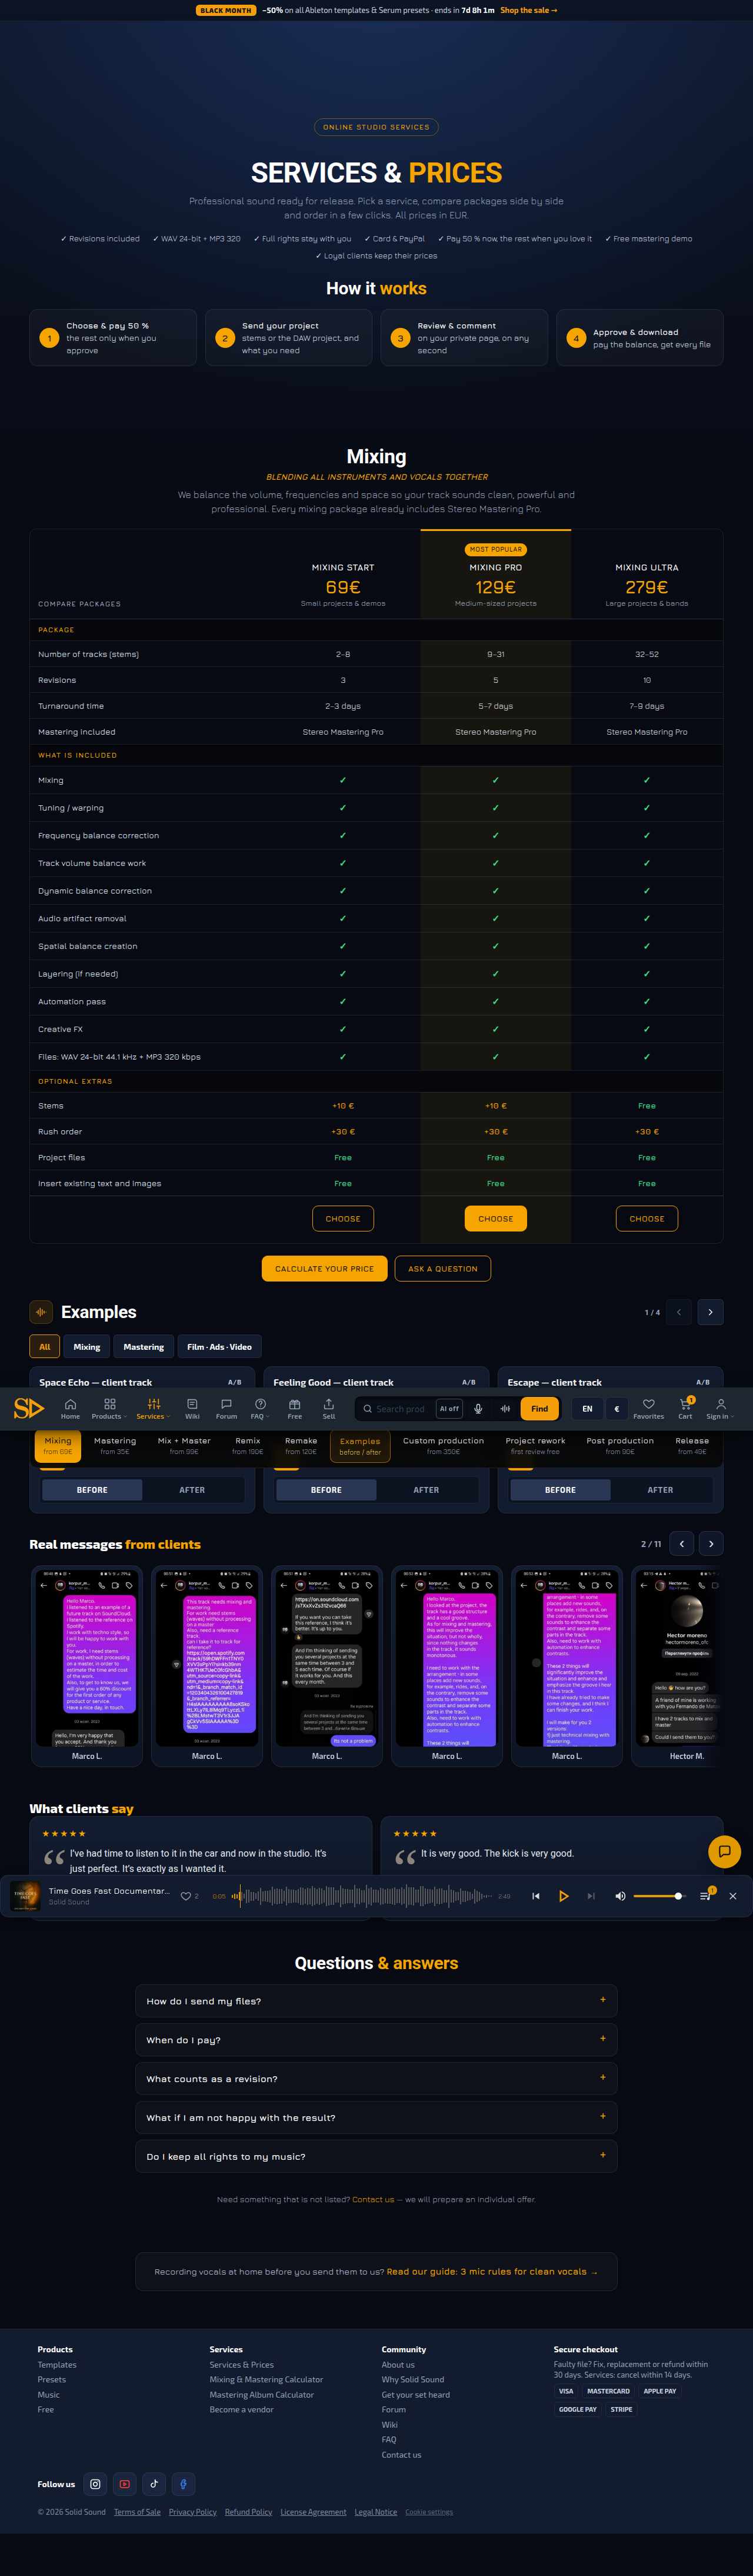 BLACK MONTH −50% on all Ableton templates & Serum presets · ends in 7d 8h 1m Shop the sale →
ONLINE STUDIO SERVICES
SERVICES & PRICES
Professional sound ready for release. Pick a service, compare packages side by side
and order in a few clicks. All prices in EUR.
✓ Revisions included ✓ WAV 24-bit + MP3 320 ✓ Full rights stay with you ✓ Card & PayPal ✓ Pay 50 % now, the rest when you love it ✓ Free mastering demo
✓ Loyal clients keep their prices
How it works
1 Choose & pay 50 %
the rest only when you
approve
2 Send your project
stems or the DAW project, and
what you need
3 Review & comment
on your private page, on any
second
4 Approve & download
pay the balance, get every file
Mixing
BLENDING ALL INSTRUMENTS AND VOCALS TOGETHER
We balance the volume, frequencies and space so your track sounds clean, powerful and
professional. Every mixing package already includes Stereo Mastering Pro.
MOST POPULAR
MIXING START MIXING PRO MIXING ULTRA
69€ 129€ 279€
COMPARE PACKAGES Small projects & demos Medium-sized projects Large projects & bands
PACKAGE
Number of tracks (stems) 2–8 9–31 32–52
Revisions 3 5 10
Turnaround time 2–3 days 5–7 days 7–9 days
Mastering included Stereo Mastering Pro Stereo Mastering Pro Stereo Mastering Pro
WHAT IS INCLUDED
Mixing ✓ ✓ ✓
Tuning / warping ✓ ✓ ✓
Frequency balance correction ✓ ✓ ✓
Track volume balance work ✓ ✓ ✓
Dynamic balance correction ✓ ✓ ✓
Audio artifact removal ✓ ✓ ✓
Spatial balance creation ✓ ✓ ✓
Layering (if needed) ✓ ✓ ✓
Automation pass ✓ ✓ ✓
Creative FX ✓ ✓ ✓
Files: WAV 24-bit 44.1 kHz + MP3 320 kbps ✓ ✓ ✓
OPTIONAL EXTRAS
Stems +10 € +10 € Free
Rush order +30 € +30 € +30 €
Project files Free Free Free
Insert existing text and images Free Free Free
CHOOSE CHOOSE CHOOSE
CALCULATE YOUR PRICE ASK A QUESTION
Examples 1 / 4
All Mixing Mastering Film · Ads · Video
Space Echo — client track A/B Feeling Good — client track A/B Escape — client track A/B
Home Products Services Wiki Forum FAQ Free Sell Search prod AI off Find EN € Favorites 1 Cart Sign in
Mixing Mastering Mix + Master Remix Remake Examples Custom production Project rework Post production Release
from 69€ from 35€ from 99€ from 190€ from 129€ before / after from 350€ first review free from 99€ from 49€
BEFORE AFTER BEFORE AFTER BEFORE AFTER
Real messages from clients 2 / 11
Marco L. Marco L. Marco L. Marco L. Marco L. Hector M.
What clients say
★★★★★ ★★★★★
I've had time to listen to it in the car and now in the studio. It's
just perfect. It's exactly as I wanted it.
It is very good. The kick is very good.
Time Goes Fast Documentar...
Solid Sound
2 0:05 2:49 1
Questions & answers
How do I send my files? +
When do I pay? +
What counts as a revision? +
What if I am not happy with the result? +
Do I keep all rights to my music? +
Need something that is not listed? Contact us — we will prepare an individual offer.
Recording vocals at home before you send them to us? Read our guide: 3 mic rules for clean vocals →
Products
Templates
Presets
Music
Free
Services
Services & Prices
Mixing & Mastering Calculator
Mastering Album Calculator
Become a vendor
Community
About us
Why Solid Sound
Get your set heard
Forum
Wiki
FAQ
Contact us
Secure checkout
Faulty file? Fix, replacement or refund within
30 days. Services: cancel within 14 days.
VISA MASTERCARD APPLE PAY
GOOGLE PAY STRIPE
Follow us
© 2026 Solid Sound Terms of Sale Privacy Policy Refund Policy License Agreement Legal Notice Cookie settings